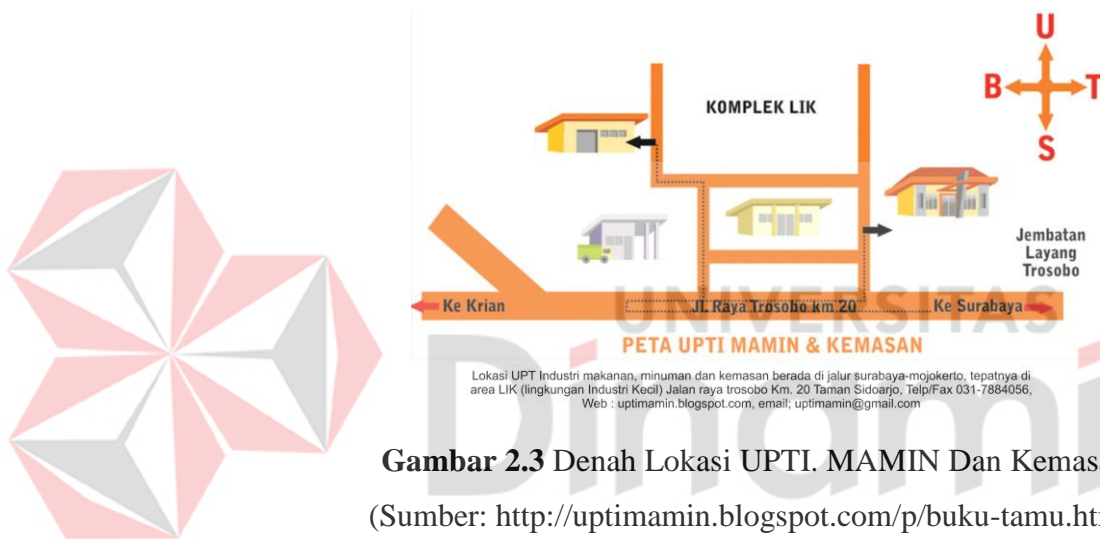 U
B T
S
KOMPLEK LIK
Jembatan
Layang
Trosobo
Ke Krian
Jl. Raya Trosobo km 20
Ke Surabaya
UNIVERSITAS
PETA UPTI MAMIN & KEMASAN
Dinami
Lokasi UPT Industri makanan, minuman dan kemasan berada di jalur surabaya-mojokerto, tepatnya di
area LIK (lingkungan Industri Kecil) Jalan raya trosobo Km. 20 Taman Sidoarjo, Telp/Fax 031-7884056,
Web : uptimamin.blogspot.com, email; uptimamin@gmail.com
Gambar 2.3 Denah Lokasi UPTI. MAMIN Dan Kemasa
(Sumber: http://uptimamin.blogspot.com/p/buku-tamu.htm